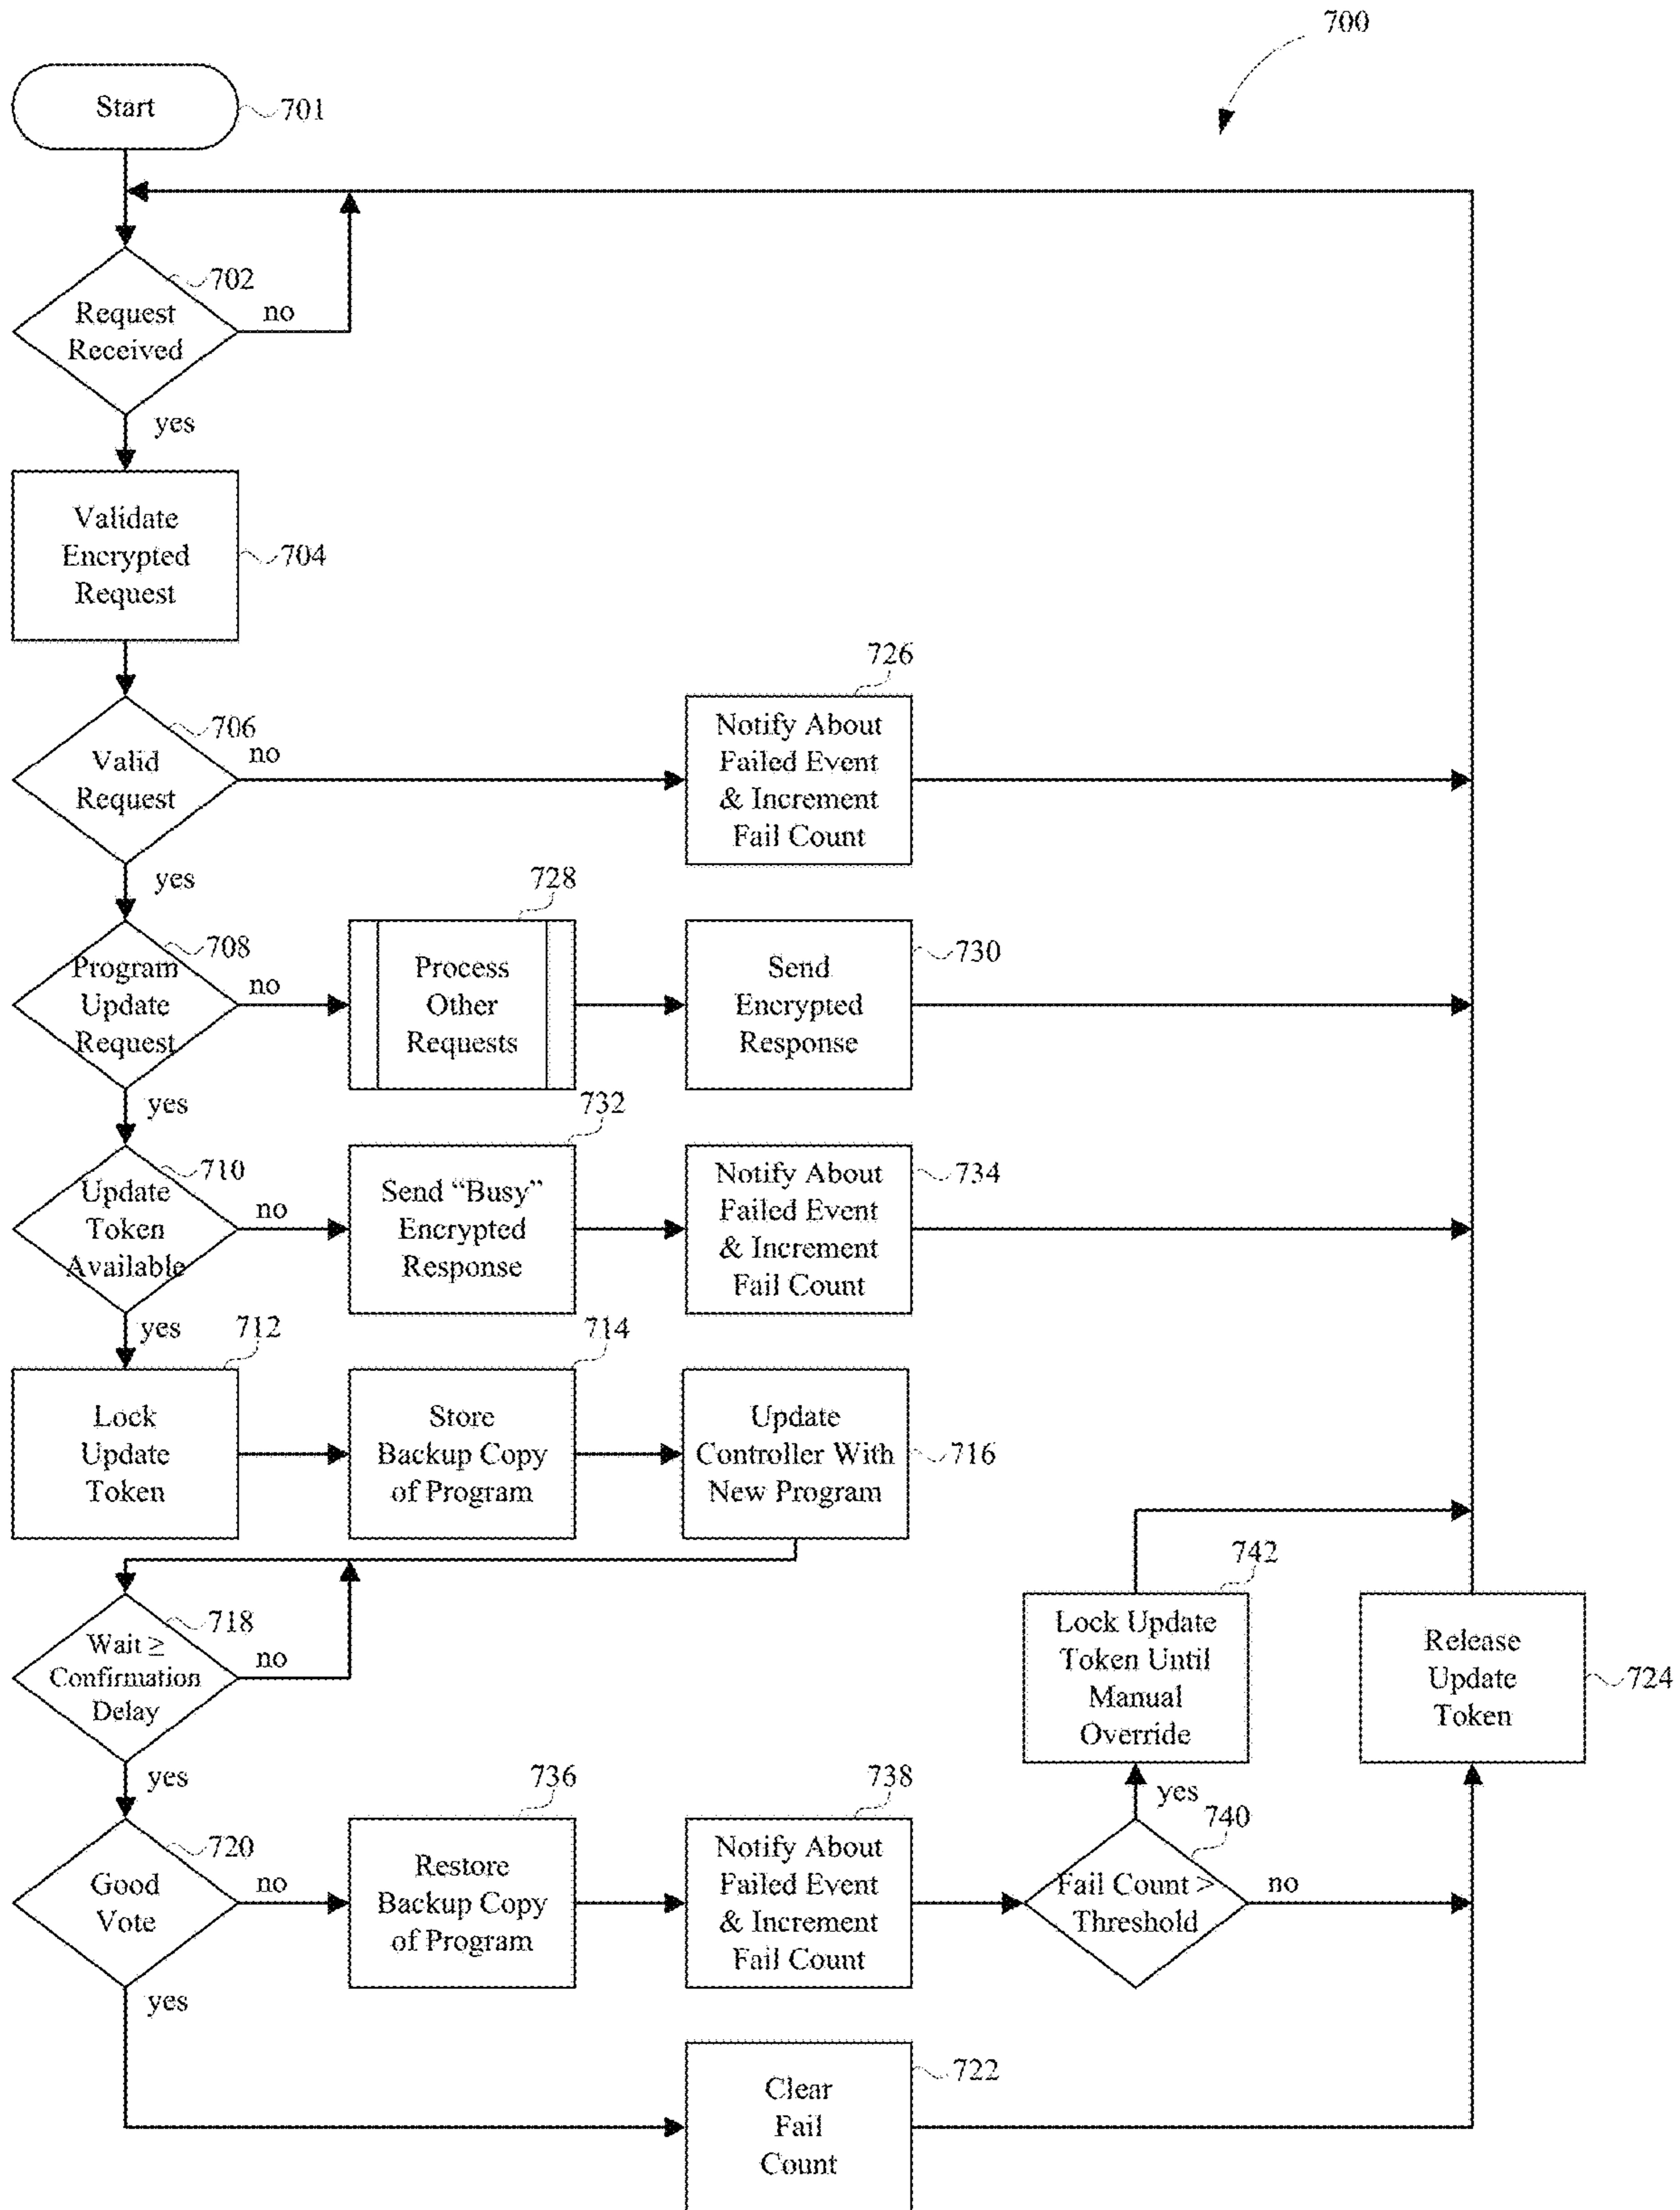 700
Start
701
702
Request
Received
no
yes
Validate
Encrypted
Request
704
726
706
Valid
Request
no
Notify About
Failed Event
& Increment
Fail Count
yes
728
708
Program
Update
Request
no
Process
Other
Requests
Send
Encrypted
Response
730
yes
732
710
Update
Token
Available
no
Send “Busy”
Encrypted
Response
Notify About
Failed Event
& Increment
Fail Count
734
yes
712
714
Lock
Update
Token
Store
Backup Copy
of Program
Update
Controller With
New Program
716
742
718
Wait ≥
Confirmation
Delay
no
Lock Update
Token Until
Manual
Override
Release
Update
Token
724
yes
736
738
yes
740
720
Good
Vote
no
Restore
Backup Copy
of Program
Notify About
Failed Event
& Increment
Fail Count
Fail Count >
Threshold
no
yes
722
Clear
Fail
Count